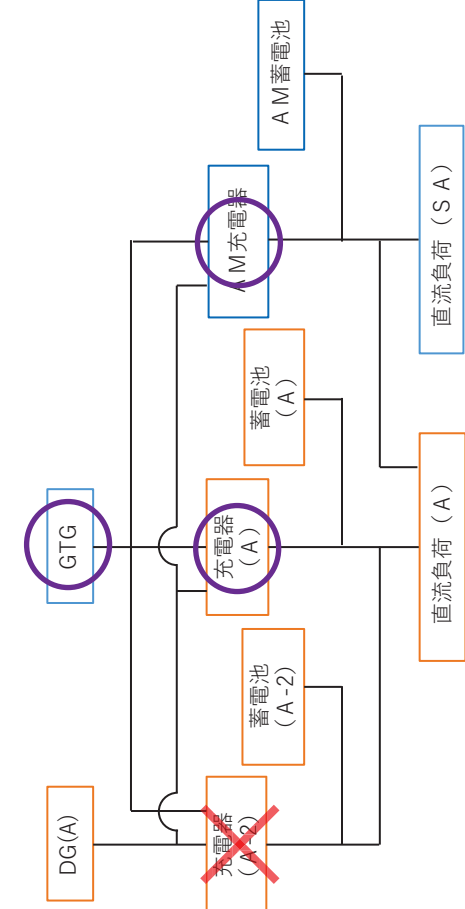 DG(A)
GTG
充電器
(A-2)
蓄電池
(A-2)
充電器
(A)
蓄電池
(A)
AM充電器
AM蓄電池
直流負荷(A)
直流負荷(SA)